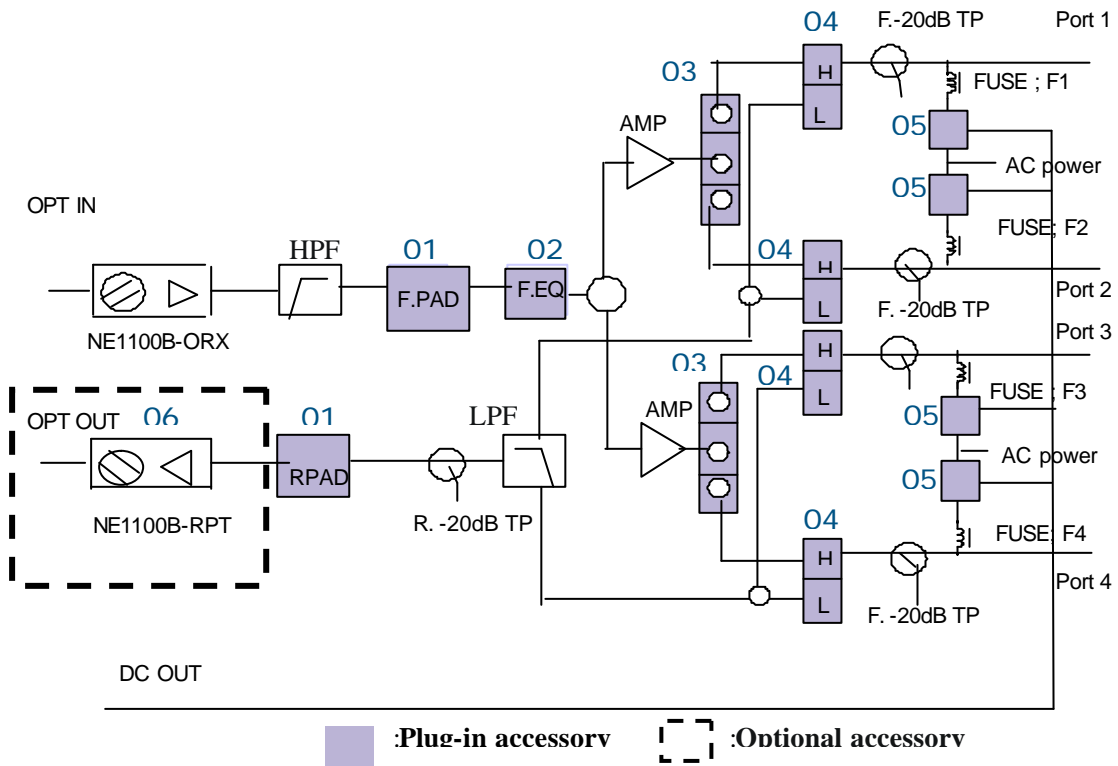 F.-20dB TP
Port 1
04
H
L
03
FUSE ; F1
05
AMP
AC power
05
OPT IN
HPF
01
02
04
FUSE; F2
F.PAD
F.EQ
H
L
Port 2
F. -20dB TP
NE1100B-ORX
Port 3
03
04
H
L
FUSE ; F3
AMP
05
OPT OUT
06
01
LPF
AC power
05
RPAD
NE1100B-RPT
R. -20dB TP
04
FUSE; F4
H
L
Port 4
F. -20dB TP
DC OUT
:Plug-in accessory
:Optional accessory